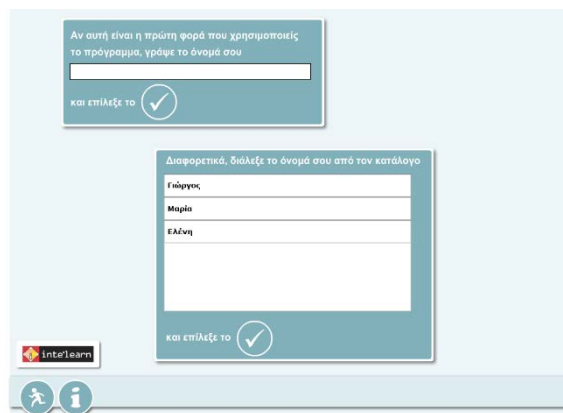 Αν αυτή είναι η πρώτη φορά που χρησιμοποιείς
το πρόγραμμα, γράψε το όνομά σου
και επίλεξε το
Διαφορετικά, διάλεξε το όνομά σου από τον κατάλογο
Γιώργος
Μαρία
Ελένη
και επίλεξε το
inte*learn